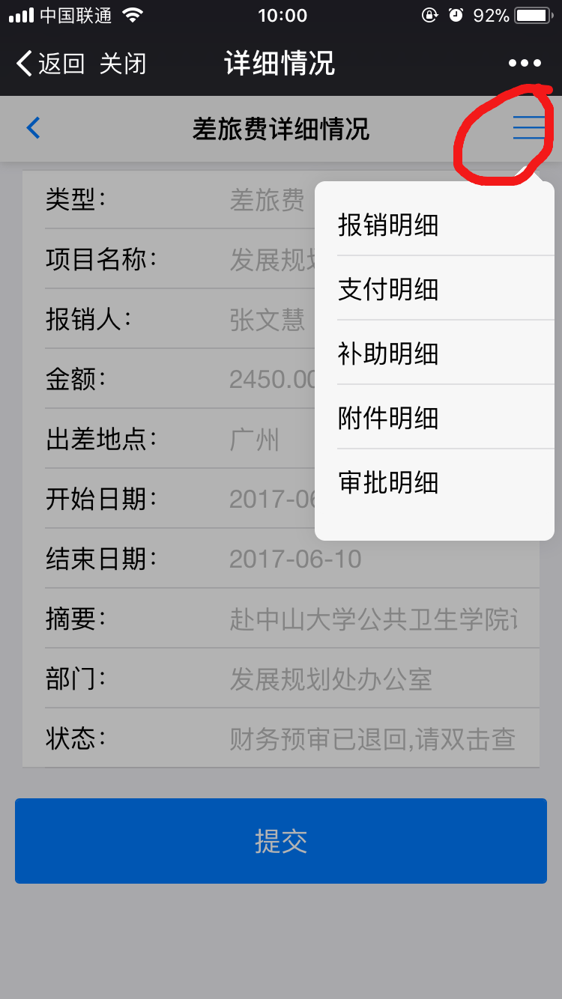 中国联通 10:00 92%
返回 关闭 详细情况
差旅费详细情况
类型： 差旅费
项目名称： 发展规
报销人： 张文慧
金额： 2450.00
出差地点： 广州
开始日期： 2017-06
结束日期： 2017-06-10
摘要： 赴中山大学公共卫生学院
部门： 发展规划处办公室
状态： 财务预审已退回,请双击查
报销明细
支付明细
补助明细
附件明细
审批明细
提交